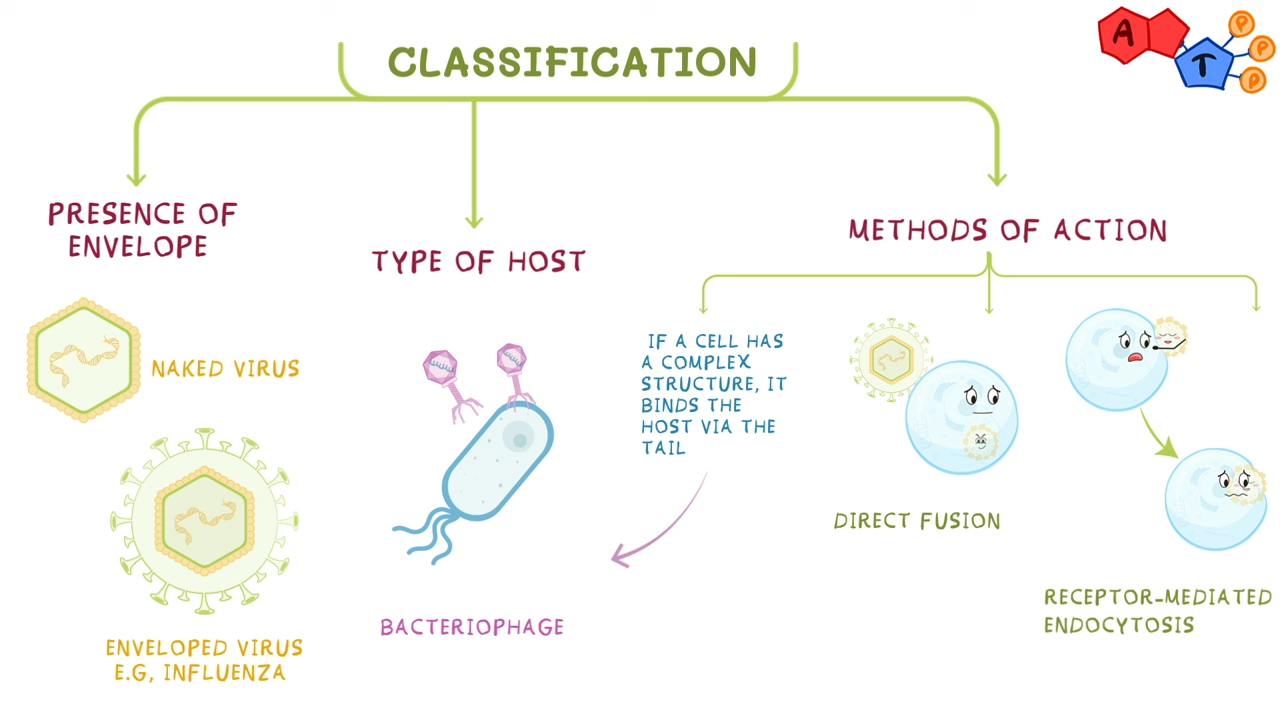 CLASSIFICATION
A
T
P
P
P
PRESENCE OF
ENVELOPE
NAKED VIRUS
ENVELOPED VIRUS
E.G, INFLUENZA
TYPE OF HOST
BACTERIOPHAGE
METHODS OF ACTION
IF A CELL HAS
A COMPLEX
STRUCTURE, IT
BINDS THE
HOST VIA THE
TAIL
DIRECT FUSION
RECEPTOR-MEDIATED
ENDOCYTOSIS